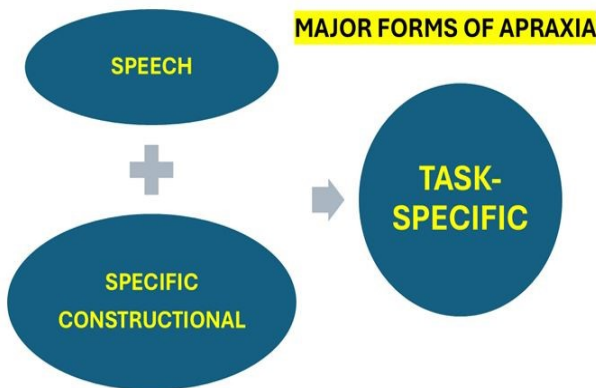 MAJOR FORMS OF APRAXIA
SPEECH
SPECIFIC
CONSTRUCTIONAL
TASK-
SPECIFIC